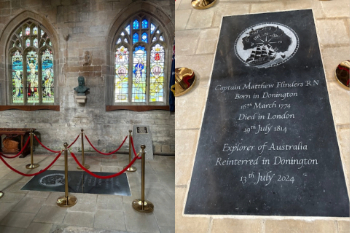 Captain Matthew Flinders R.N
Born in Donington
16th March 1774
Died in London
19th July 1814
Explorer of Australia
Reinterred in Donington
13th July 2024